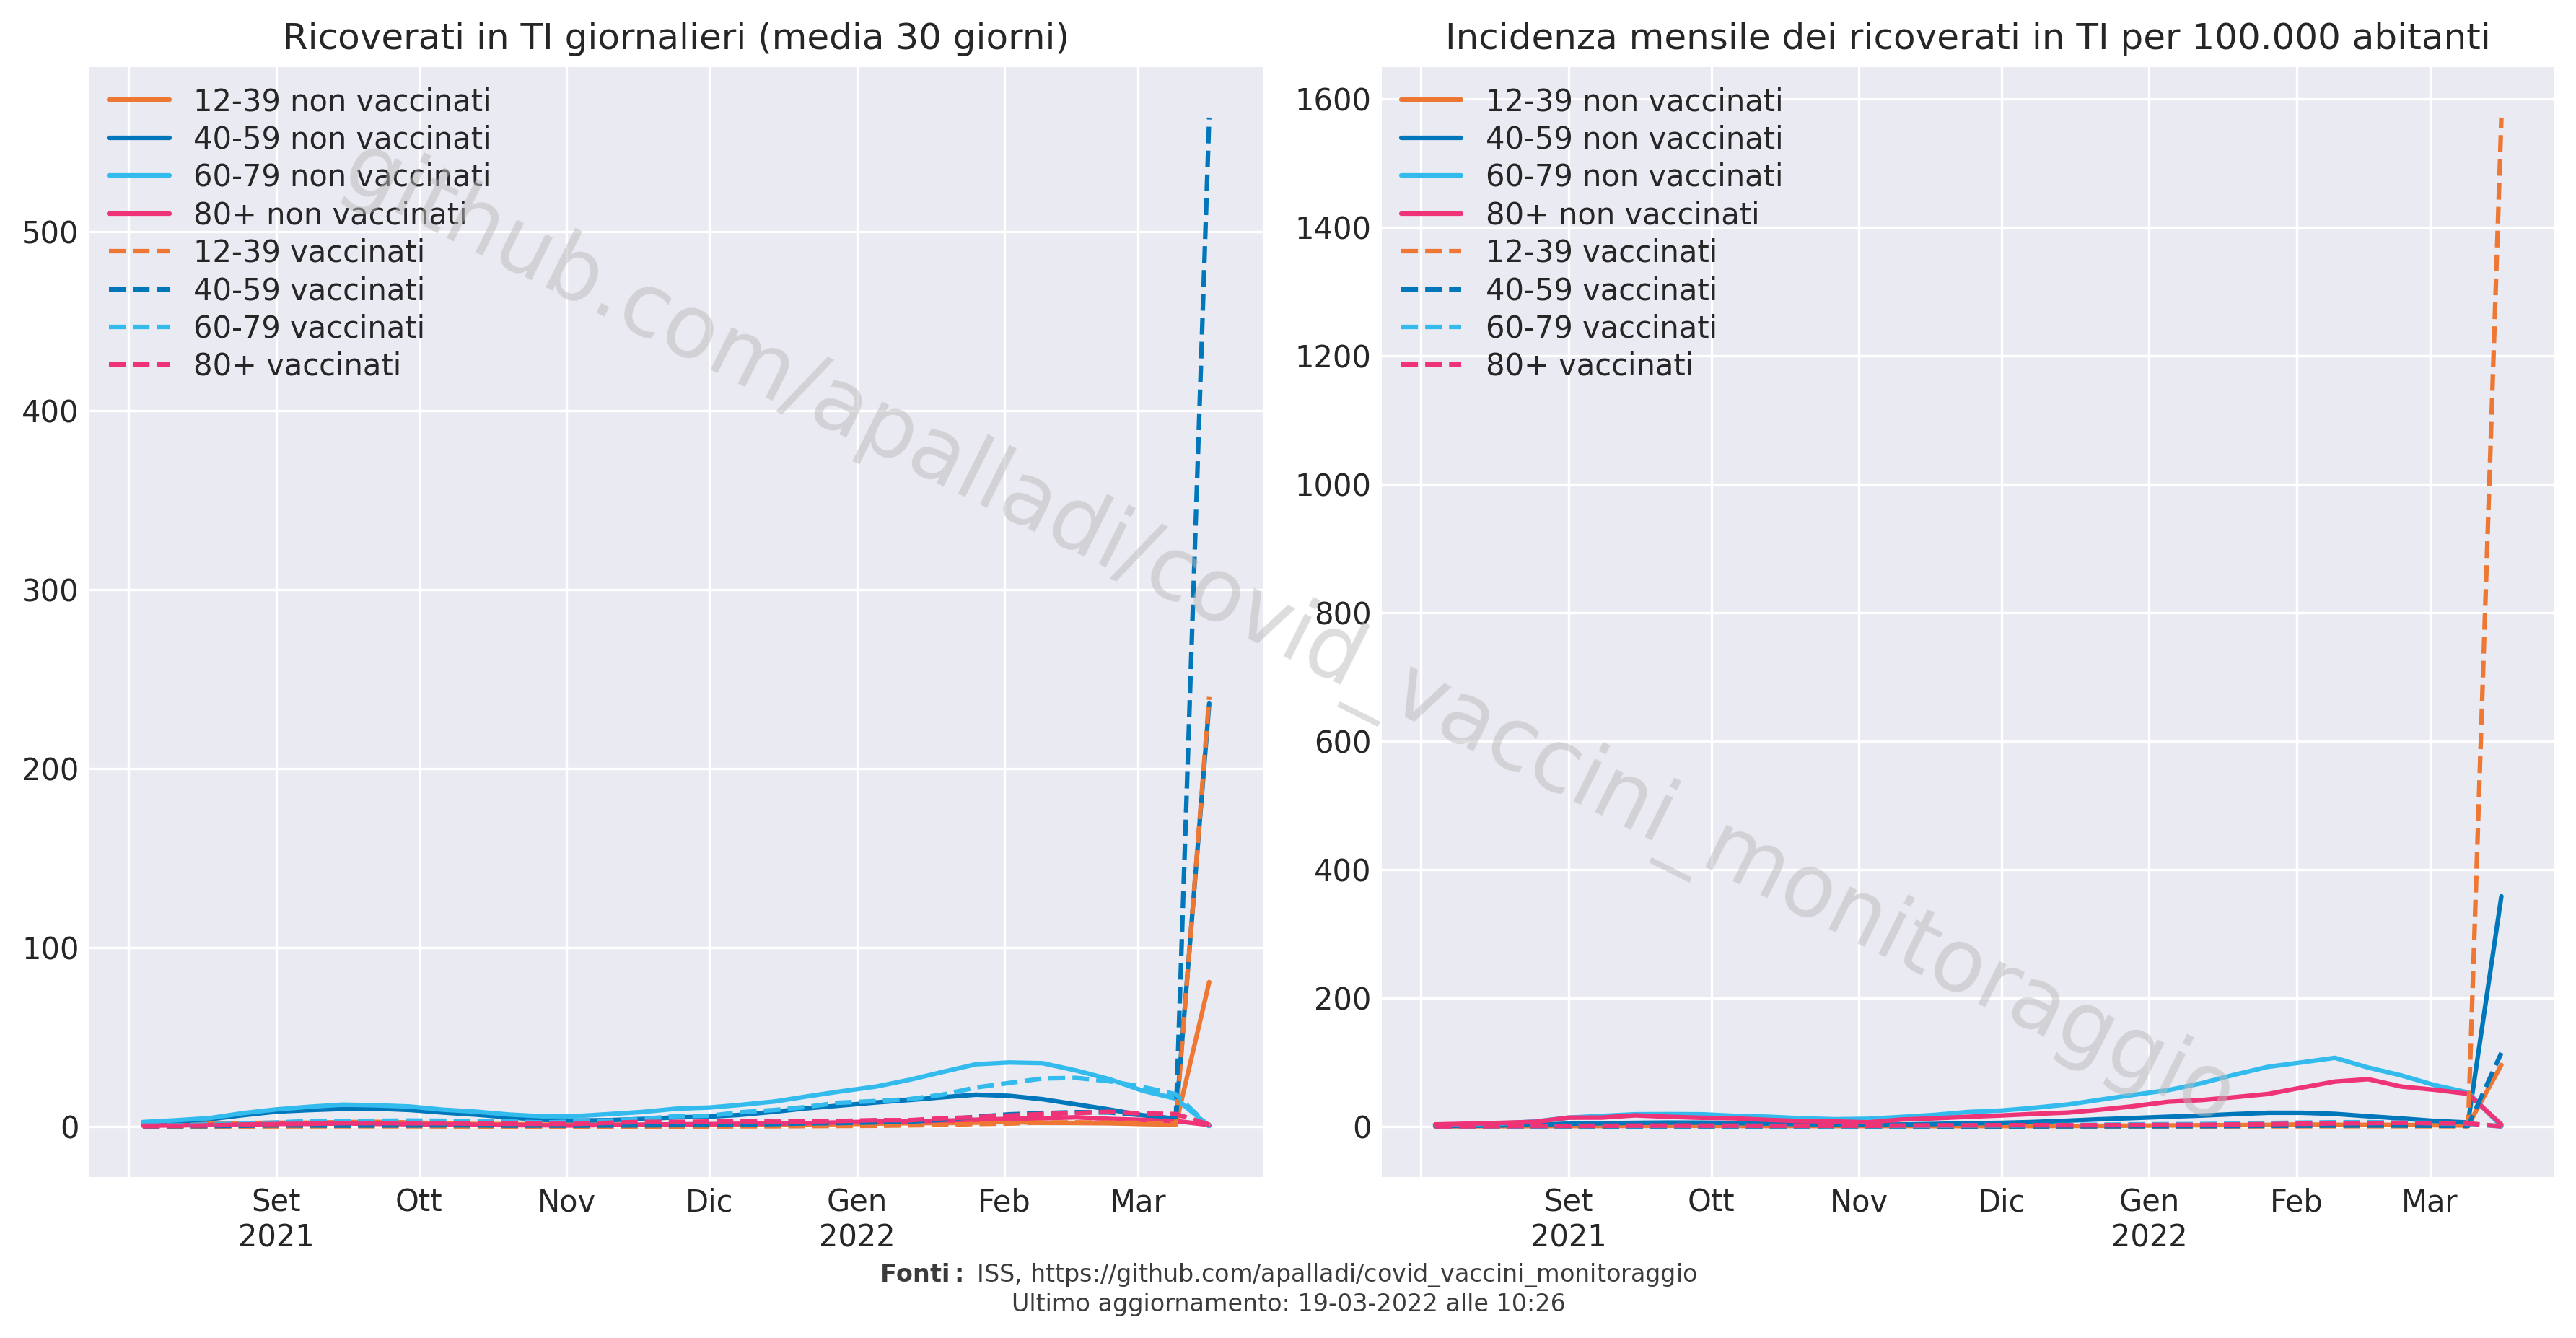 Ricoverati in TI giornalieri (media 30 giorni)
12-39 non vaccinati
40-59 non vaccinati
60-79 non vaccinati
80+ non vaccinati
12-39 vaccinati
40-59 vaccinati
60-79 vaccinati
80+ vaccinati
500
400
300
200
100
0
Set
2021
Ott
Nov
Dic
Gen
2022
Feb
Mar
Incidenza mensile dei ricoverati in TI per 100.000 abitanti
12-39 non vaccinati
40-59 non vaccinati
60-79 non vaccinati
80+ non vaccinati
12-39 vaccinati
40-59 vaccinati
60-79 vaccinati
80+ vaccinati
1600
1400
1200
1000
800
600
400
200
0
Set
2021
Ott
Nov
Dic
Gen
2022
Feb
Mar
github.com/apalladi/covid_vaccini_monitoraggio
Fonti: ISS, https://github.com/apalladi/covid_vaccini_monitoraggio
Ultimo aggiornamento: 19-03-2022 alle 10:26